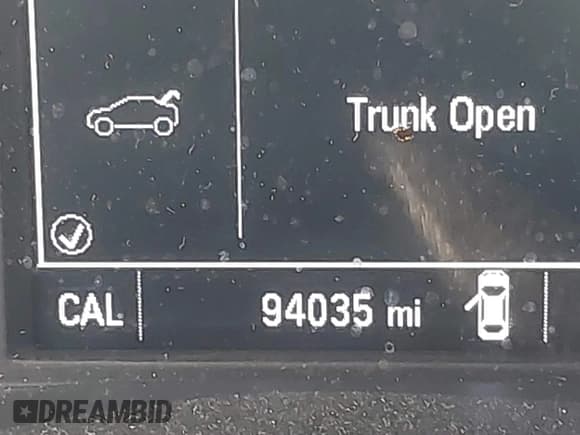 Trunk Open
CAL 94035 mi
DREAMBID